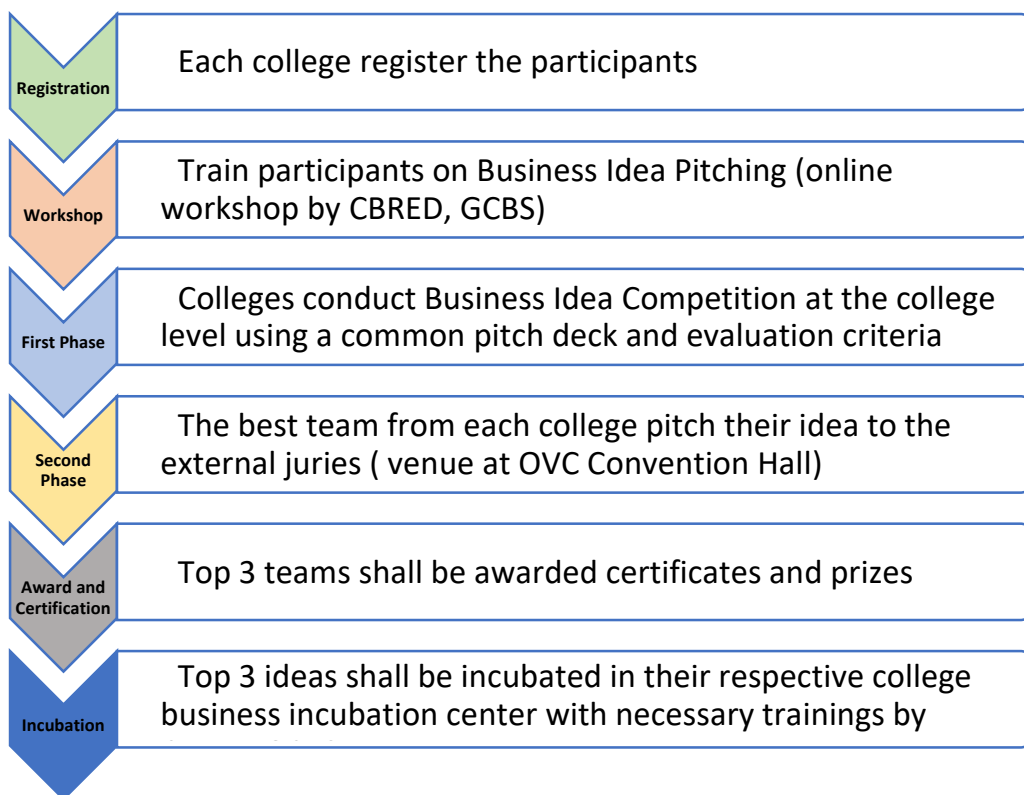 Registration
Each college register the participants
Workshop
Train participants on Business Idea Pitching (online
workshop by CBRED, GCBS)
First Phase
Colleges conduct Business Idea Competition at the college
level using a common pitch deck and evaluation criteria
Second
Phase
The best team from each college pitch their idea to the
external juries ( venue at OVC Convention Hall)
Award and
Certification
Top 3 teams shall be awarded certificates and prizes
Incubation
Top 3 ideas shall be incubated in their respective college
business incubation center with necessary trainings by